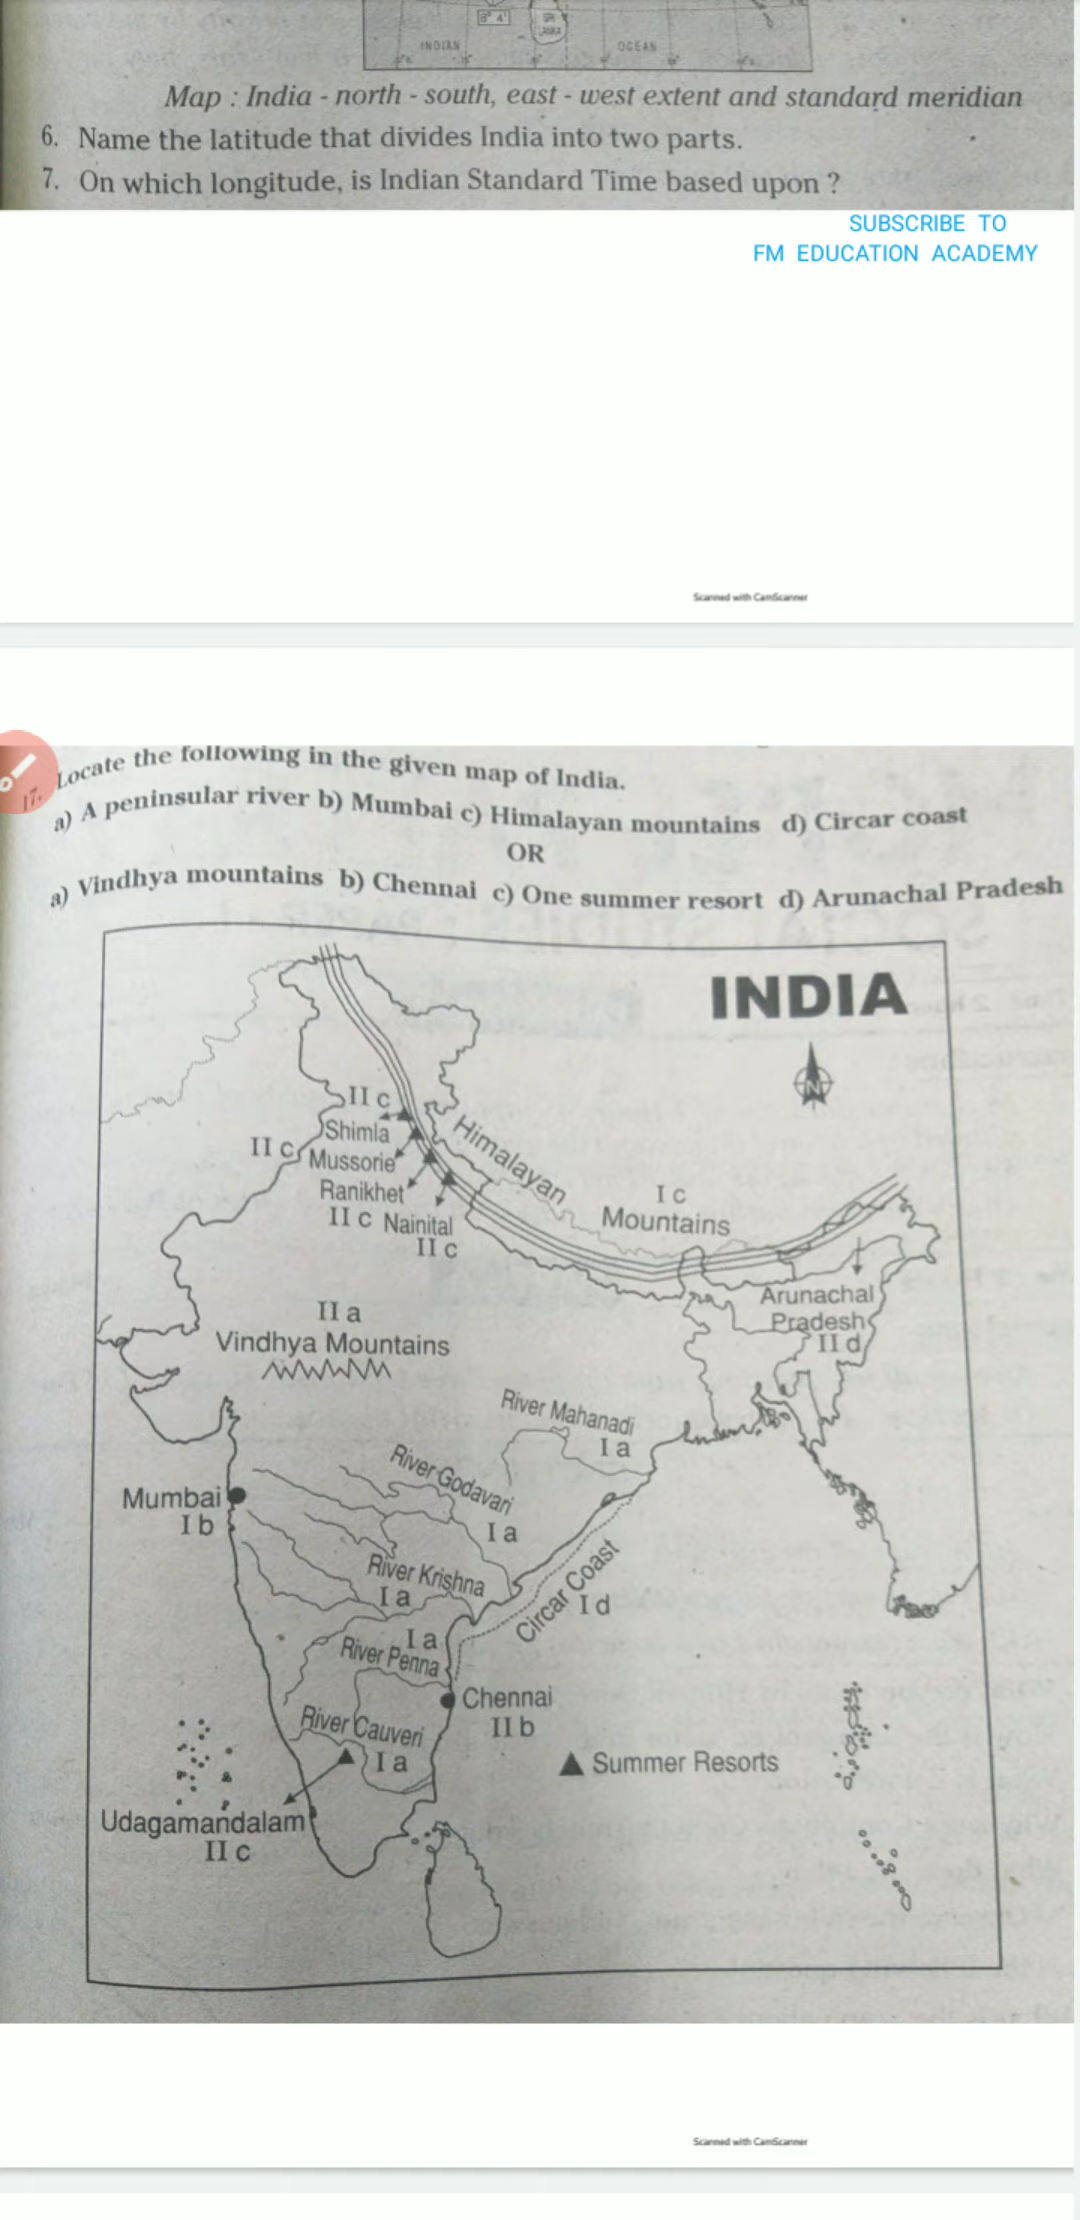 8° 4'
SRI
LANKA
INDIAN
OCEAN
Map : India - north - south, east - west extent and standard meridian
6. Name the latitude that divides India into two parts.
7. On which longitude, is Indian Standard Time based upon ?
SUBSCRIBE TO
FM EDUCATION ACADEMY
Scanned with CamScanner
17. Locate the following in the given map of India.
a) A peninsular river b) Mumbai c) Himalayan mountains d) Circar coast
OR
a) Vindhya mountains b) Chennai c) One summer resort d) Arunachal Pradesh
INDIA
N
II c
Shimla
II c
Mussorie
Ranikhet
II c
Nainital
II c
Himalayan
I c
Mountains
Arunachal
Pradesh
II d
II a
Vindhya Mountains
River Mahanadi
I a
River Godavari
I a
Mumbai
I b
River Krishna
I a
Circar Coast
I d
I a
River Penna
Chennai
II b
River Cauveri
I a
Summer Resorts
Udagamandalam
II c
Scanned with CamScanner